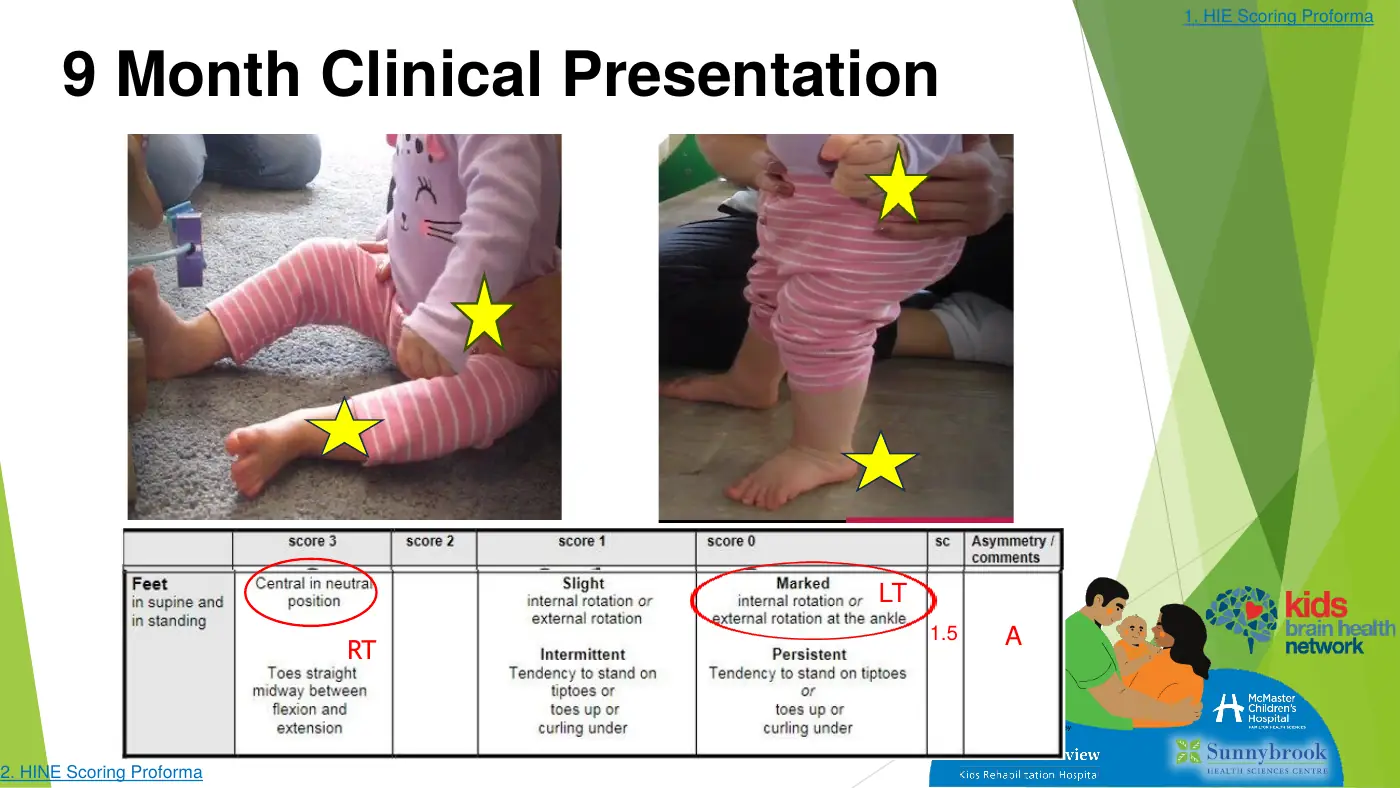 1. HIE Scoring Proforma
9 Month Clinical Presentation
score 3 score 2 score 1 score 0 sc Asymmetry /
comments
Feet
in supine and
in standing
Central in neutral
position
RT
Toes straight
midway between
flexion and
extension
Slight
internal rotation or
external rotation
Intermittent
Tendency to stand on
tiptoes or
toes up or
curling under
Marked
internal rotation or
external rotation at the ankle
LT
Persistent
Tendency to stand on tiptoes
or
toes up or
curling under
1.5
A
kids
brain health
network
McMaster
Children's
Hospital
HAMILTON HEALTH SCIENCES
view
Kids Rehabilitation Hospital
Sunnybrook
HEALTH SCIENCES CENTRE
2. HINE Scoring Proforma